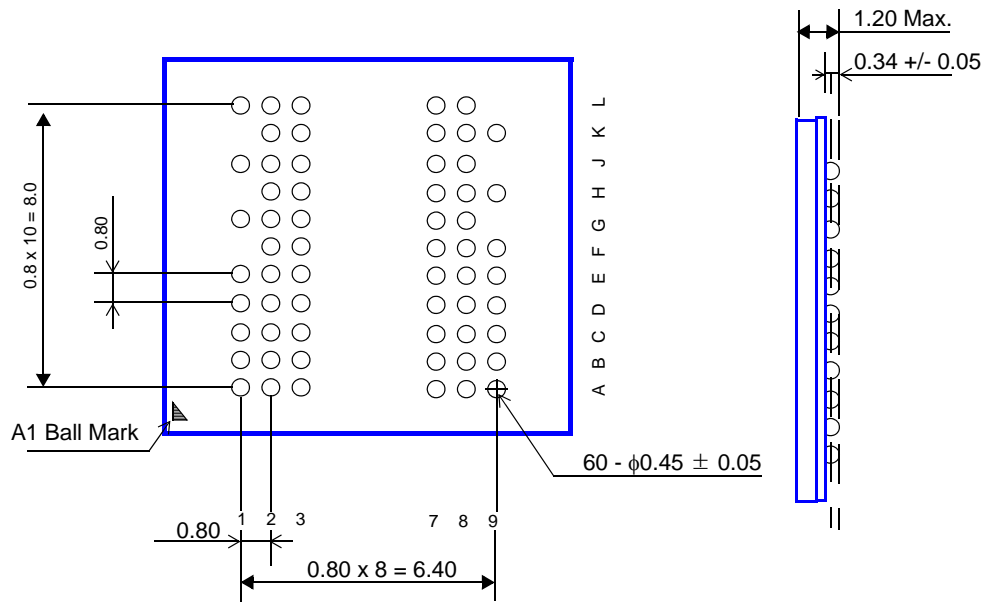 1.20 Max.
0.34 +/- 0.05
0.8 x 10 = 8.0
0.80
L
K
J
H
G
F
E
D
C
B
A
A1 Ball Mark
60 - ϕ0.45 ± 0.05
1 2 3 7 8 9
0.80
0.80 x 8 = 6.40